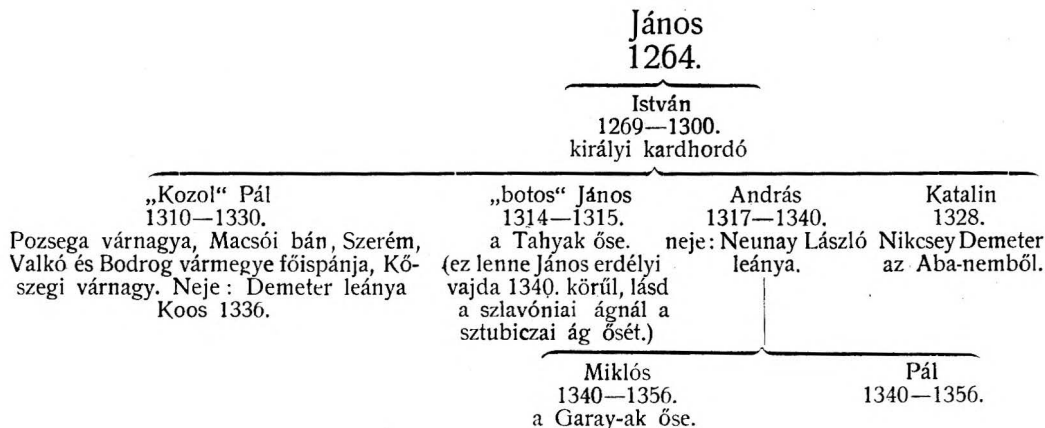 János
1264.
István
1269—1300.
királyi kardhordó
„Kozol“ Pál
1310—1330.
Pozsega várnagya, Macsói bán, Szerém,
Valkó és Bodrog vármegye főispánja, Kő-
szegi várnagy. Neje: Demeter leánya
Koos 1336.
„botos“ János
1314—1315.
a Tahyak őse.
(ez lenne János erdélyi
vajda 1340. körűl, lásd
a szlavóniai ágnál a
sztubiczai ág ősét.)
András
1317—1340.
neje: Neunay László
leánya.
Katalin
1328.
Nikcsey Demeter
az Aba-nemből.
Miklós
1340—1356.
a Garay-ak őse.
Pál
1340—1356.